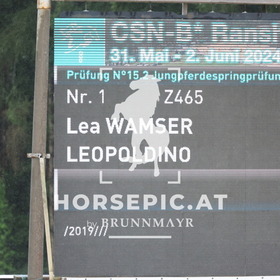 CSN-B* Ransh
31. Mai - 2. Juni 2024
Prüfung N°15.2 Jungpferdespringprüfun
Nr. 1 Z465
Lea WAMSER
LEOPOLDINO
HORSEPIC.AT
by BRUNNMAYR
/2019///